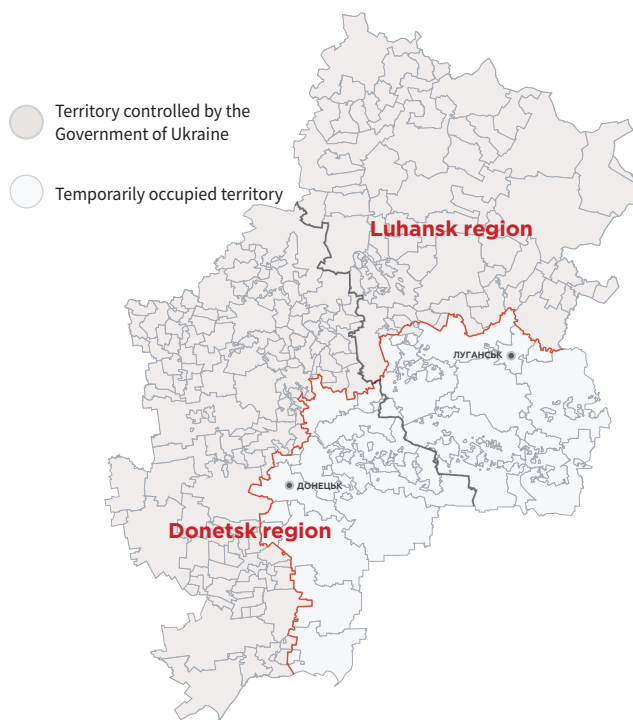 Territory controlled by the
Government of Ukraine
Temporarily occupied territory
Luhansk region
ЛУГАНСЬК
ДОНЕЦЬК
Donetsk region